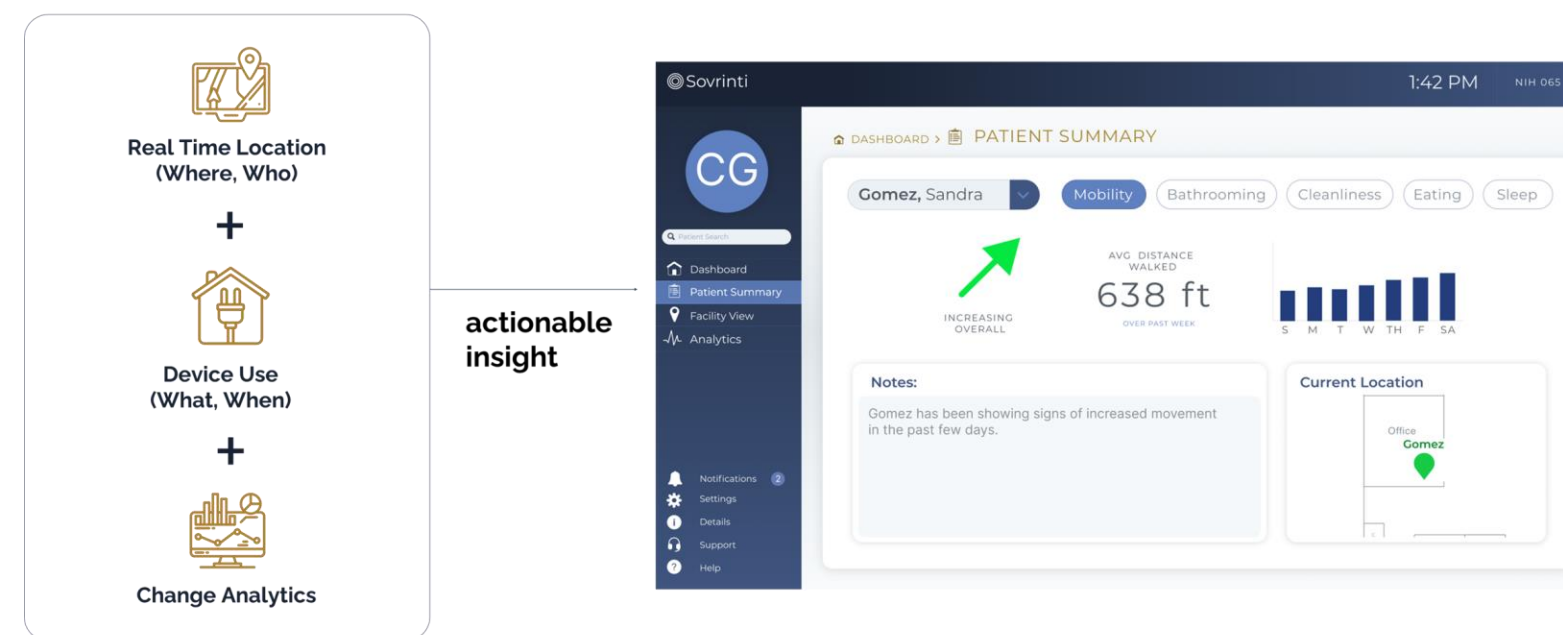 Real Time Location
(Where, Who)
+
Device Use
(What, When)
+
Change Analytics
actionable
insight
Sovrinti
1:42 PM
NIH 065
CG
Patient Search
Dashboard
Patient Summary
Facility View
Analytics
Notifications 2
Settings
Details
Support
Help
DASHBOARD > PATIENT SUMMARY
Gomez, Sandra
Mobility
Bathrooming
Cleanliness
Eating
Sleep
INCREASING
OVERALL
AVG DISTANCE
WALKED
638 ft
OVER PAST WEEK
S M T W TH F SA
Notes:
Gomez has been showing signs of increased movement
in the past few days.
Current Location
Office
Gomez